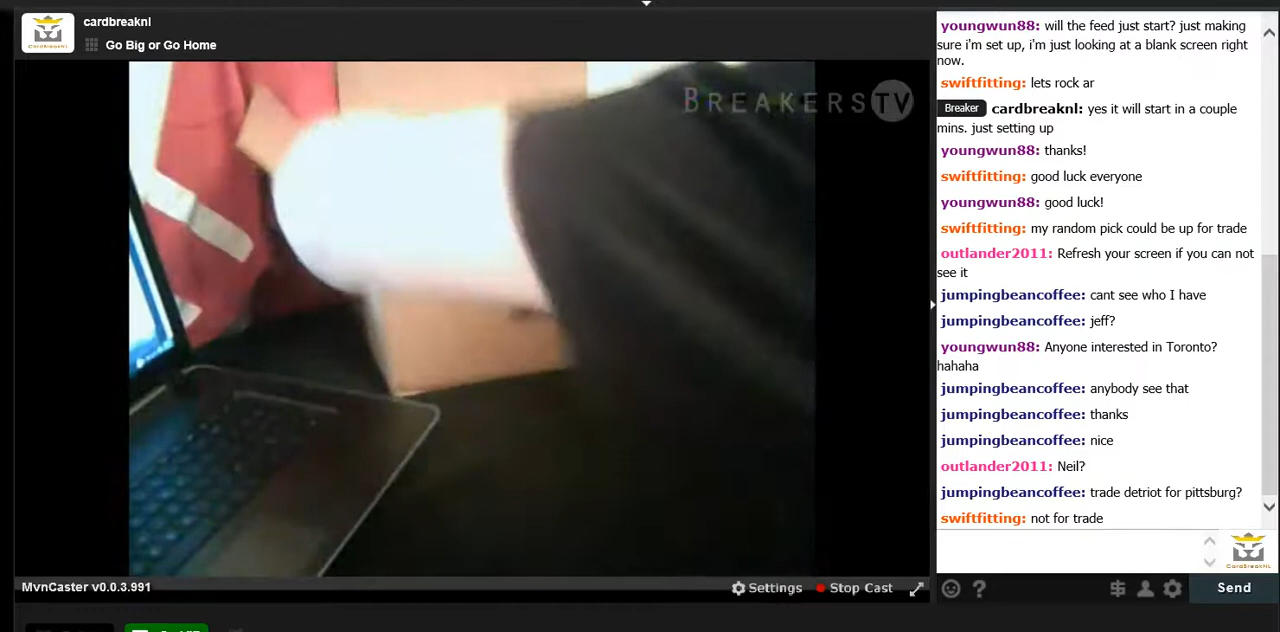 cardbreaknl
Go Big or Go Home
BREAKERS TV
MvnCaster v0.0.3.991
Settings
Stop Cast
youngwun88: will the feed just start? just making
sure i'm set up, i'm just looking at a blank screen right
now.
swiftfitting: lets rock ar
Breaker cardbreaknl: yes it will start in a couple
mins. just setting up
youngwun88: thanks!
swiftfitting: good luck everyone
youngwun88: good luck!
swiftfitting: my random pick could be up for trade
outlander2011: Refresh your screen if you can not
see it
jumpingbeancoffee: cant see who I have
jumpingbeancoffee: jeff?
youngwun88: Anyone interested in Toronto?
hahaha
jumpingbeancoffee: anybody see that
jumpingbeancoffee: thanks
jumpingbeancoffee: nice
outlander2011: Neil?
jumpingbeancoffee: trade detriot for pittsburg?
swiftfitting: not for trade
CARDBREAKNL
Send